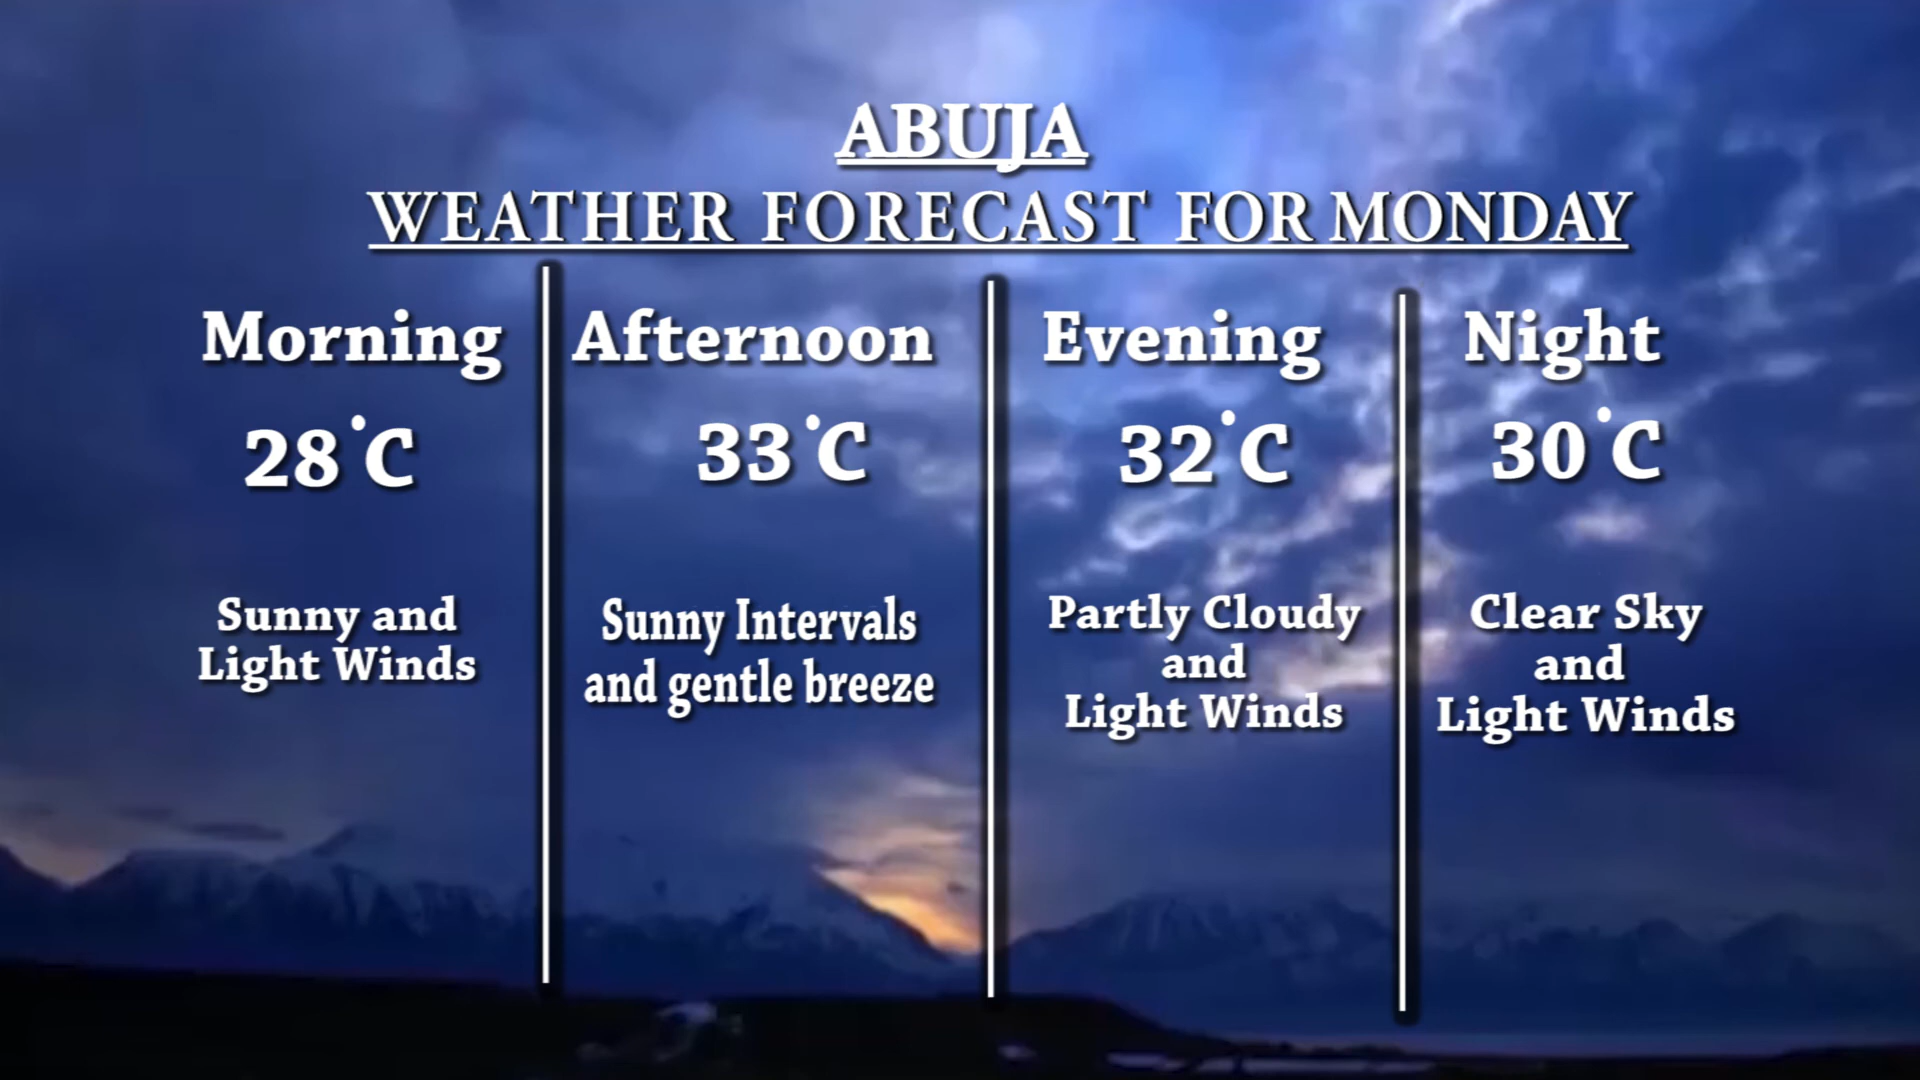 ABUJA
WEATHER FORECAST FOR MONDAY
Morning
28°C
Sunny and
Light Winds
Afternoon
33°C
Sunny Intervals
and gentle breeze
Evening
32°C
Partly Cloudy
and
Light Winds
Night
30°C
Clear Sky
and
Light Winds